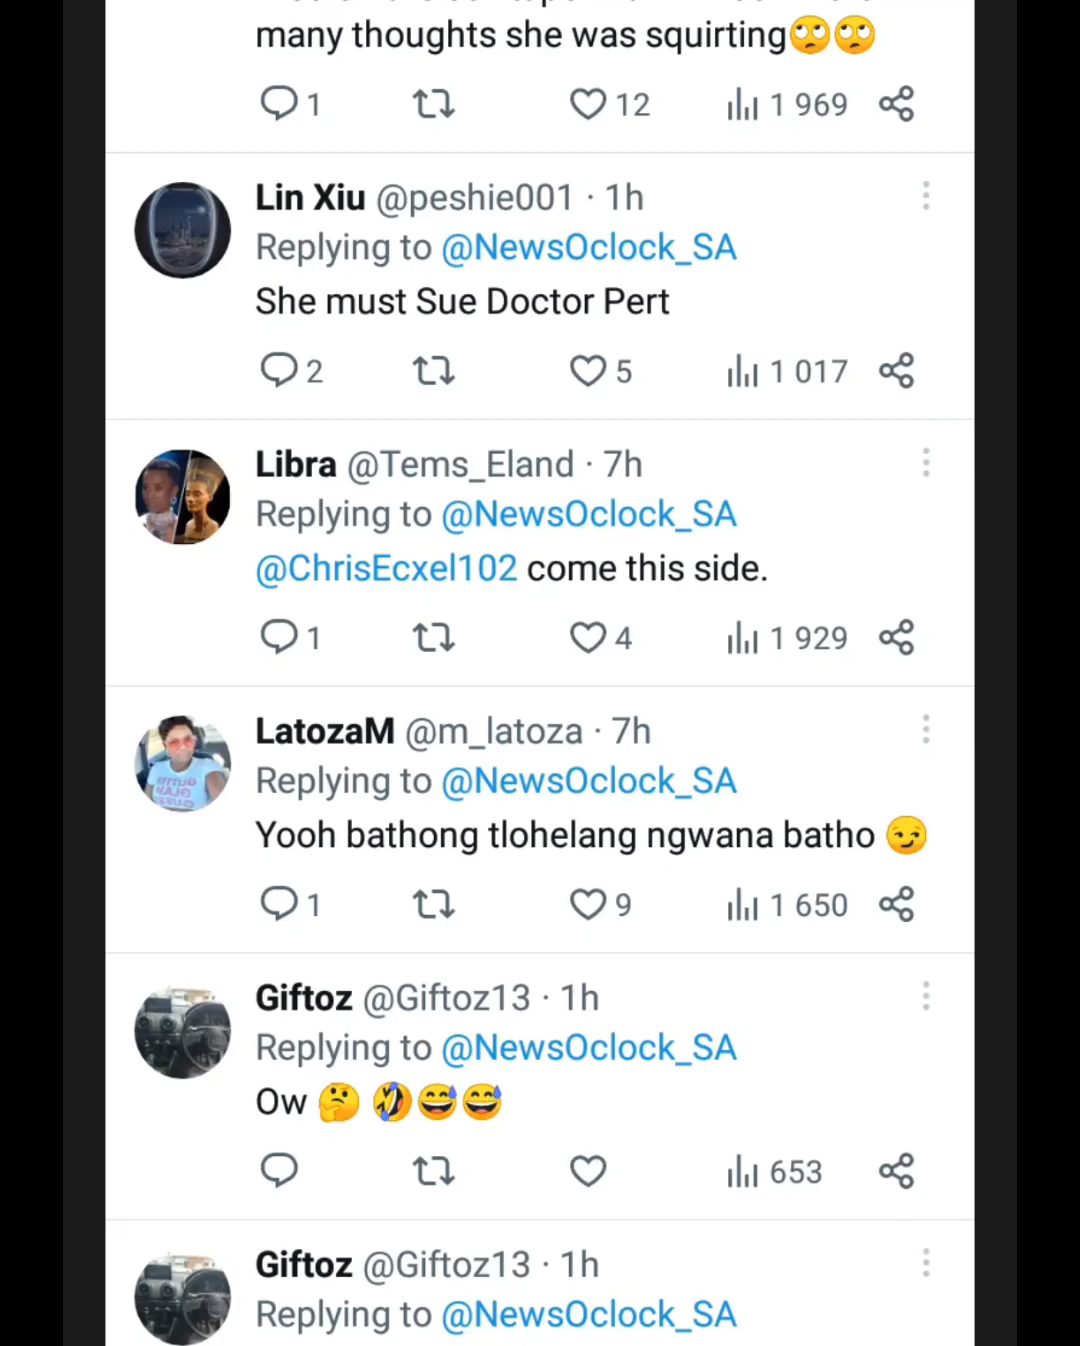 many thoughts she was squirting🙄🙄
1 12 1 969
Lin Xiu @peshie001 · 1h
Replying to @NewsOclock_SA
She must Sue Doctor Pert
2 5 1 017
Libra @Tems_Eland · 7h
Replying to @NewsOclock_SA
@ChrisEcxel102 come this side.
1 4 1 929
LatozaM @m_latoza · 7h
Replying to @NewsOclock_SA
Yooh bathong tlohelang ngwana batho 😏
1 9 1 650
Giftoz @Giftoz13 · 1h
Replying to @NewsOclock_SA
Ow 🤔 🤣😅😅
653
Giftoz @Giftoz13 · 1h
Replying to @NewsOclock_SA